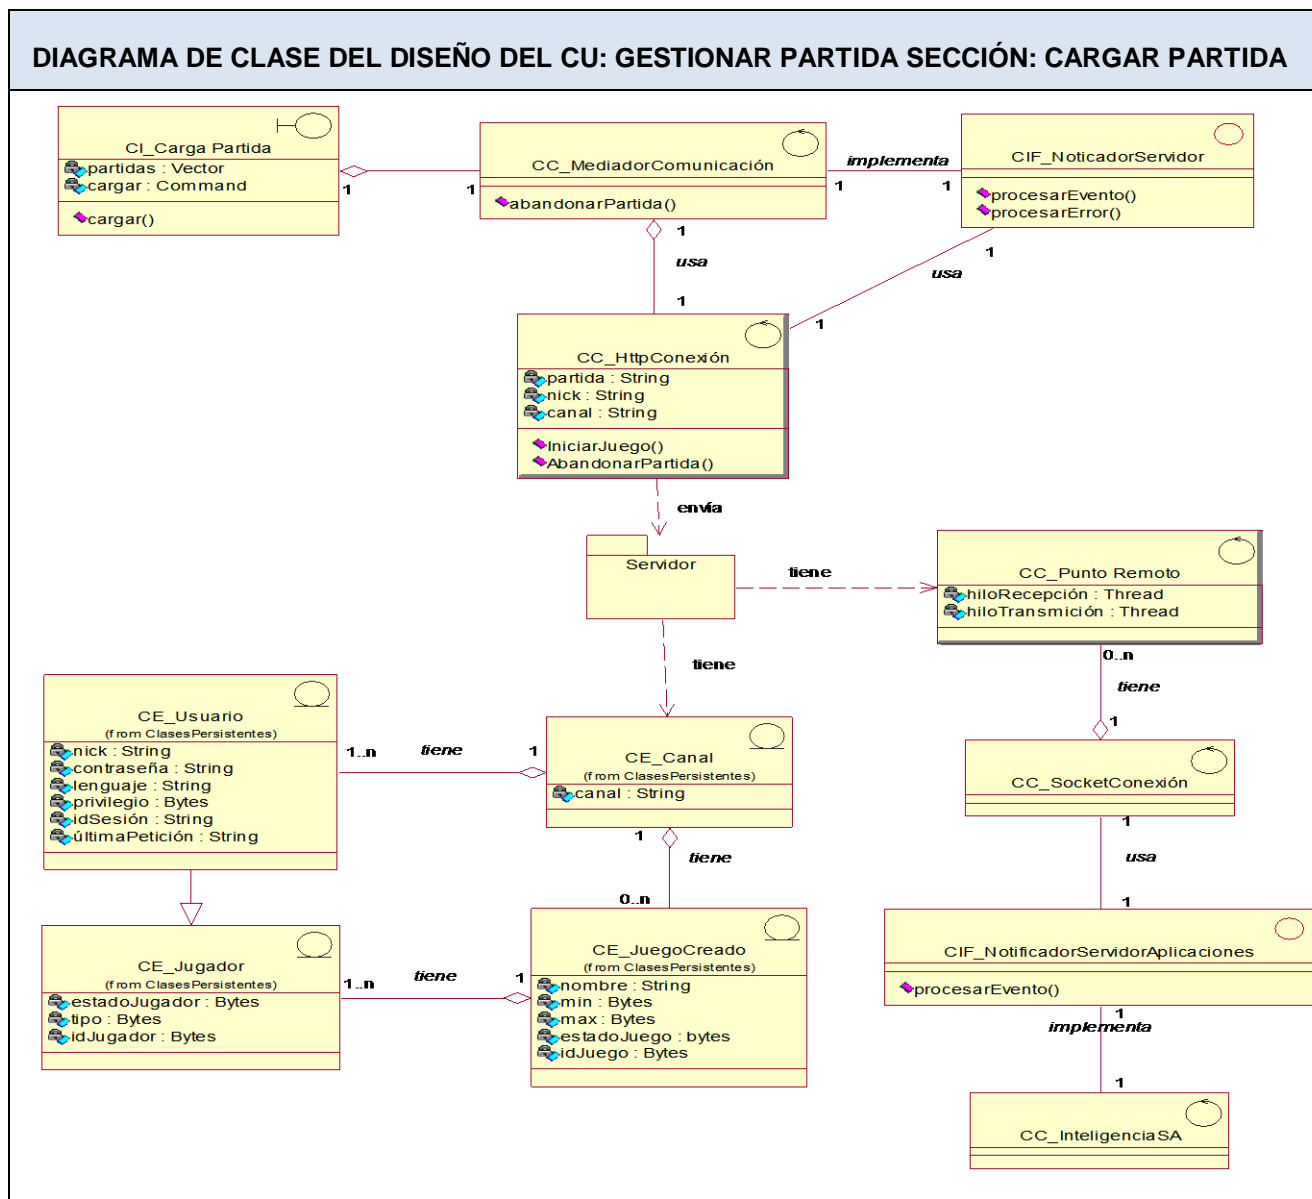 DIAGRAMA DE CLASE DEL DISEÑO DEL CU: GESTIONAR PARTIDA SECCIÓN: CARGAR PARTIDA
CI_Carga Partida
partidas : Vector
cargar : Command
cargar()
1
1
CC_MediadorComunicación
abandonarPartida()
implementa
1
1
CIF_NoticadorServidor
procesarEvento()
procesarError()
1
usa
1
1
usa
1
CC_HttpConexión
partida : String
nick : String
canal : String
IniciarJuego()
AbandonarPartida()
envía
Servidor
tiene
CC_Punto Remoto
hiloRecepción : Thread
hiloTransmición : Thread
0..n
tiene
1
tiene
CE_Usuario
(from ClasesPersistentes)
nick : String
contraseña : String
lenguaje : String
privilegio : Bytes
idSesión : String
últimaPetición : String
1..n
tiene
1
CE_Canal
(from ClasesPersistentes)
canal : String
1
tiene
0..n
CC_SocketConexión
1
usa
1
CE_Jugador
(from ClasesPersistentes)
estadoJugador : Bytes
tipo : Bytes
idJugador : Bytes
1..n
tiene
1
CE_JuegoCreado
(from ClasesPersistentes)
nombre : String
min : Bytes
max : Bytes
estadoJuego : bytes
idJuego : Bytes
CIF_NotificadorServidorAplicaciones
procesarEvento()
1
implementa
1
CC_InteligenciaSA